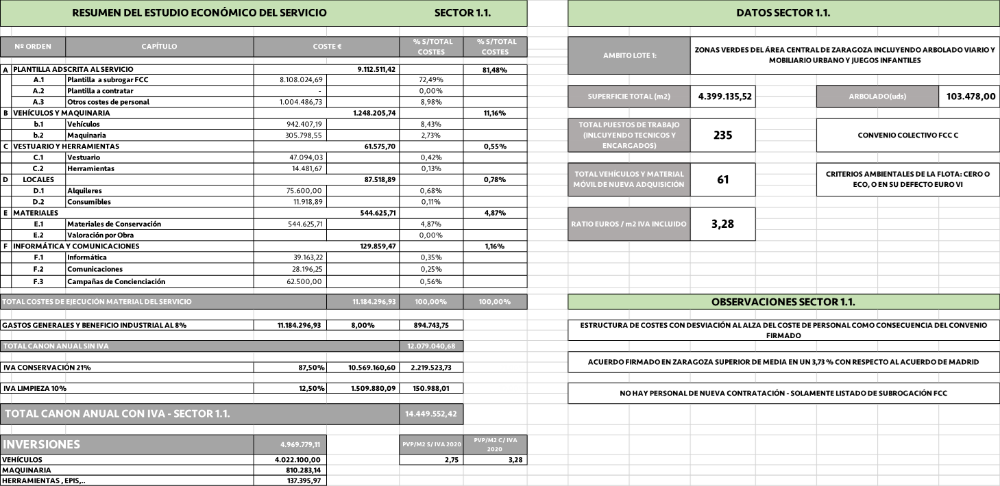 RESUMEN DEL ESTUDIO ECONÓMICO DEL SERVICIO SECTOR 1.1.
Nº ORDEN CAPÍTULO COSTE € % S/TOTAL COSTES % S/TOTAL COSTES
A PLANTILLA ADSCRITA AL SERVICIO 9.112.511,42 81,48%
A.1 Plantilla a subrogar FCC 8.108.024,69 72,49%
A.2 Plantilla a contratar - 0,00%
A.3 Otros costes de personal 1.004.486,73 8,98%
B VEHÍCULOS Y MAQUINARIA 1.248.205,74 11,16%
b.1 Vehículos 942.407,19 8,43%
b.2 Maquinaria 305.798,55 2,73%
C VESTUARIO Y HERRAMIENTAS 61.575,70 0,55%
C.1 Vestuario 47.094,03 0,42%
C.2 Herramientas 14.481,67 0,13%
D LOCALES 87.518,89 0,78%
D.1 Alquileres 75.600,00 0,68%
D.2 Consumibles 11.918,89 0,11%
E MATERIALES 544.625,71 4,87%
E.1 Materiales de Conservación 544.625,71 4,87%
E.2 Valoración por Obra 0,00%
F INFORMÁTICA Y COMUNICACIONES 129.859,47 1,16%
F.1 Informática 39.163,22 0,35%
F.2 Comunicaciones 28.196,25 0,25%
F.3 Campañas de Concienciación 62.500,00 0,56%
TOTAL COSTES DE EJECUCIÓN MATERIAL DEL SERVICIO 11.184.296,93 100,00% 100,00%
GASTOS GENERALES Y BENEFICIO INDUSTRIAL AL 8% 11.184.296,93 8,00% 894.743,75
TOTAL CANON ANUAL SIN IVA 12.079.040,68
IVA CONSERVACIÓN 21% 87,50% 10.569.160,60 2.219.523,73
IVA LIMPIEZA 10% 12,50% 1.509.880,09 150.988,01
TOTAL CANON ANUAL CON IVA - SECTOR 1.1. 14.449.552,42
INVERSIONES 4.969.779,11 PVP/M2 S/ IVA 2020 PVP/M2 C/ IVA 2020
VEHÍCULOS 4.022.100,00 2,75 3,28
MAQUINARIA 810.283,14
HERRAMIENTAS , EPIS,.. 137.395,97
DATOS SECTOR 1.1.
AMBITO LOTE 1:
ZONAS VERDES DEL ÁREA CENTRAL DE ZARAGOZA INCLUYENDO ARBOLADO VIARIO Y
MOBILIARIO URBANO Y JUEGOS INFANTILES
SUPERFICIE TOTAL (m2) 4.399.135,52 ARBOLADO(uds) 103.478,00
TOTAL PUESTOS DE TRABAJO
(INLCUYENDO TECNICOS Y
ENCARGADOS)
235
CONVENIO COLECTIVO FCC C
TOTAL VEHÍCULOS Y MATERIAL
MÓVIL DE NUEVA ADQUISICIÓN
61
CRITERIOS AMBIENTALES DE LA FLOTA: CERO O
ECO, O EN SU DEFECTO EURO VI
RATIO EUROS / m2 IVA INCLUIDO 3,28
OBSERVACIONES SECTOR 1.1.
ESTRUCTURA DE COSTES CON DESVIACIÓN AL ALZA DEL COSTE DE PERSONAL COMO CONSECUENCIA DEL CONVENIO
FIRMADO
ACUERDO FIRMADO EN ZARAGOZA SUPERIOR DE MEDIA EN UN 3,73 % CON RESPECTO AL ACUERDO DE MADRID
NO HAY PERSONAL DE NUEVA CONTRATACIÓN - SOLAMENTE LISTADO DE SUBROGACIÓN FCC